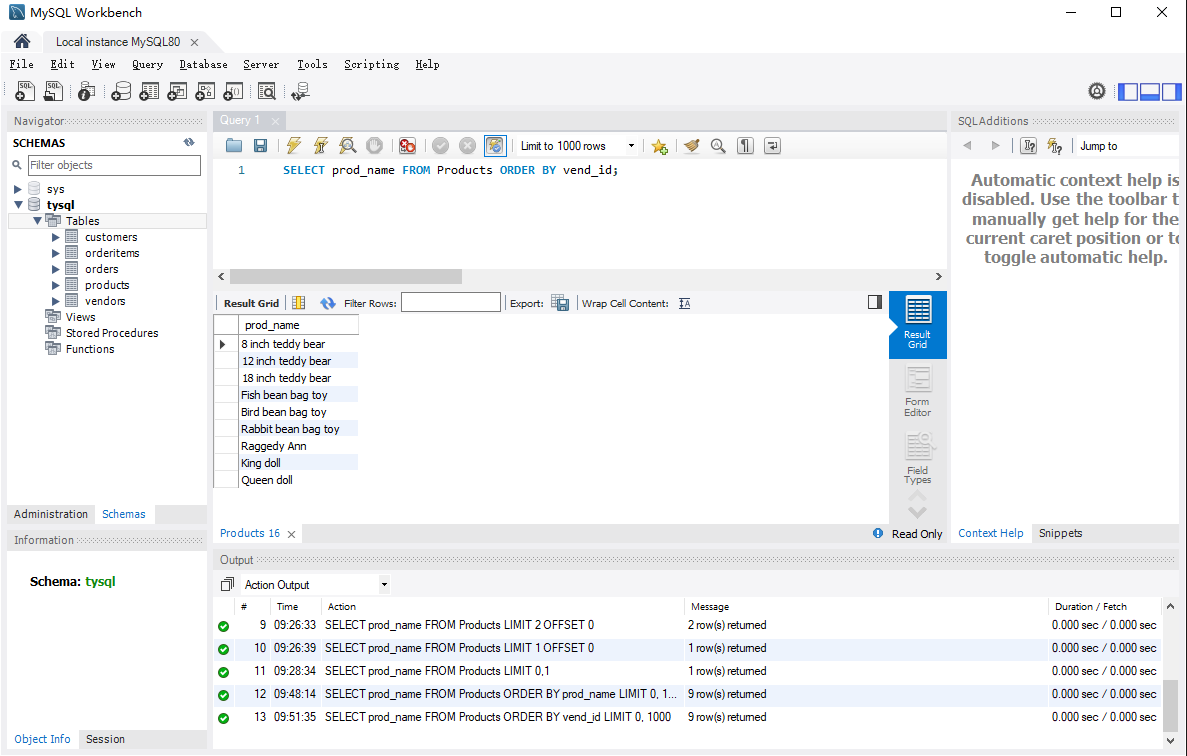 MySQL Workbench
Local instance MySQL80
File Edit View Query Database Server Tools Scripting Help
Navigator
SCHEMAS
Filter objects
sys
tysql
Tables
customers
orderitems
orders
products
vendors
Views
Stored Procedures
Functions
Administration Schemas
Information
Schema: tysql
Object Info Session
Query 1
Limit to 1000 rows
1 SELECT prod_name FROM Products ORDER BY vend_id;
Result Grid Filter Rows: Export: Wrap Cell Content:
prod_name
8 inch teddy bear
12 inch teddy bear
18 inch teddy bear
Fish bean bag toy
Bird bean bag toy
Rabbit bean bag toy
Raggedy Ann
King doll
Queen doll
Result
Grid
Form
Editor
Field
Types
Products 16 Read Only
SQLAdditions
Jump to
Automatic context help is
disabled. Use the toolbar t
manually get help for the
current caret position or to
toggle automatic help.
Context Help Snippets
Output
Action Output
# Time Action Message Duration / Fetch
9 09:26:33 SELECT prod_name FROM Products LIMIT 2 OFFSET 0 2 row(s) returned 0.000 sec / 0.000 sec
10 09:26:39 SELECT prod_name FROM Products LIMIT 1 OFFSET 0 1 row(s) returned 0.000 sec / 0.000 sec
11 09:28:34 SELECT prod_name FROM Products LIMIT 0,1 1 row(s) returned 0.000 sec / 0.000 sec
12 09:48:14 SELECT prod_name FROM Products ORDER BY prod_name LIMIT 0, 1... 9 row(s) returned 0.000 sec / 0.000 sec
13 09:51:35 SELECT prod_name FROM Products ORDER BY vend_id LIMIT 0, 1000 9 row(s) returned 0.000 sec / 0.000 sec